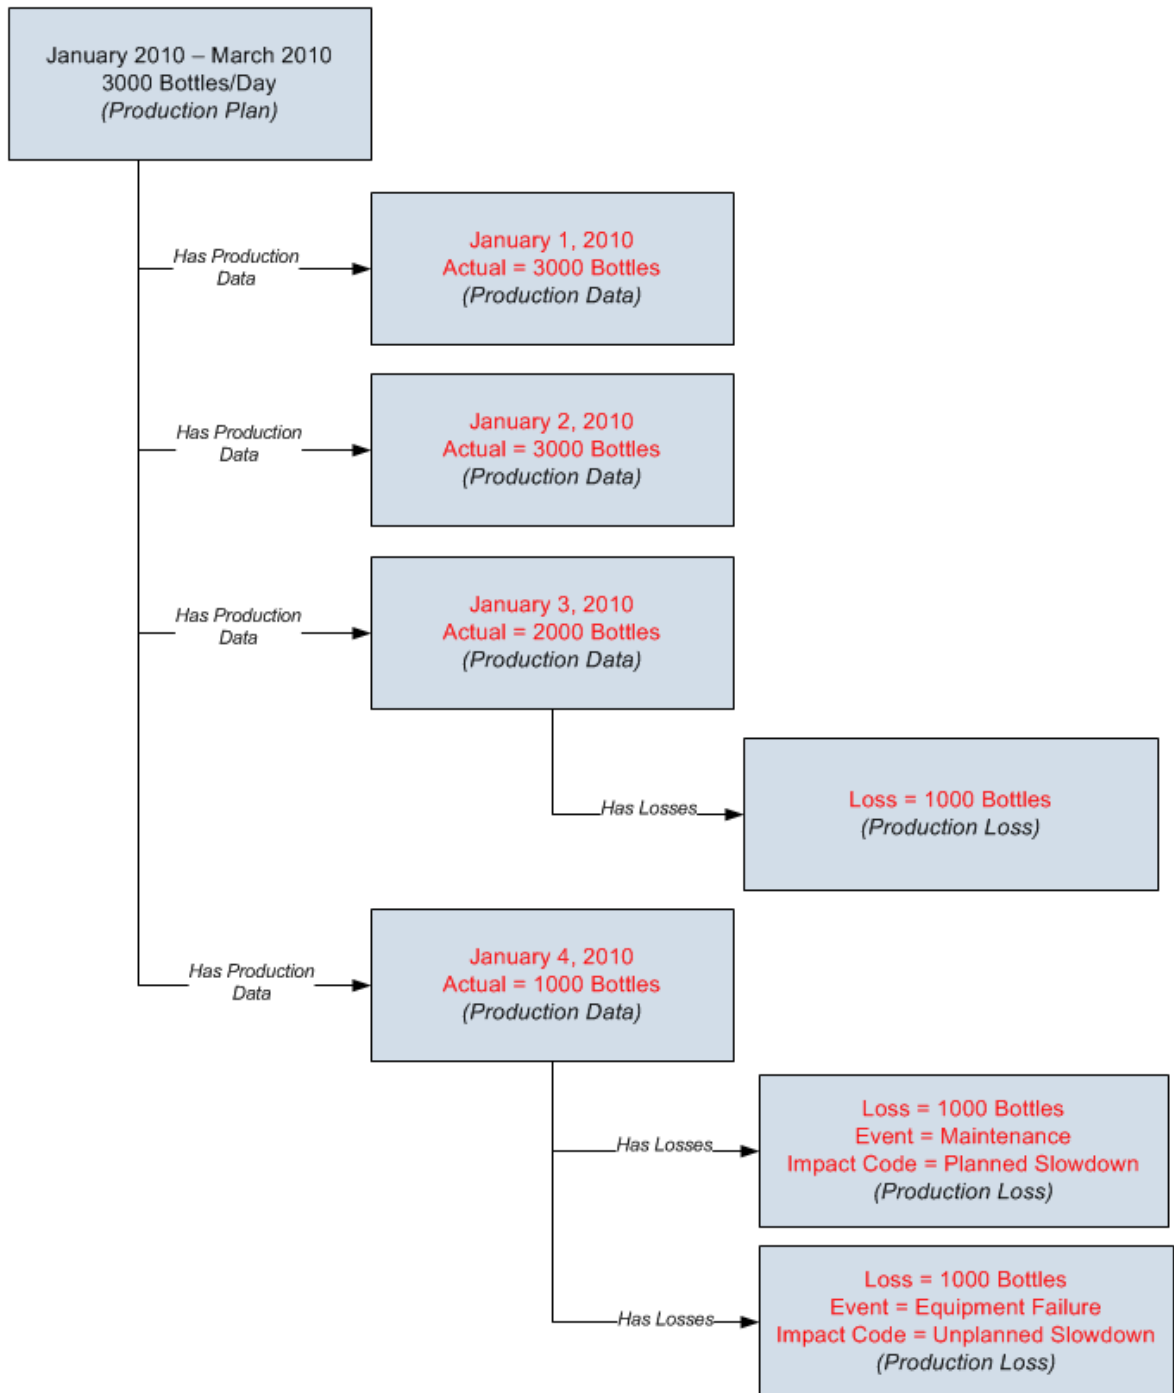 January 2010 – March 2010
3000 Bottles/Day
(Production Plan)
Has Production
Data
January 1, 2010
Actual = 3000 Bottles
(Production Data)
Has Production
Data
January 2, 2010
Actual = 3000 Bottles
(Production Data)
Has Production
Data
January 3, 2010
Actual = 2000 Bottles
(Production Data)
Has Losses
Loss = 1000 Bottles
(Production Loss)
Has Production
Data
January 4, 2010
Actual = 1000 Bottles
(Production Data)
Has Losses
Loss = 1000 Bottles
Event = Maintenance
Impact Code = Planned Slowdown
(Production Loss)
Has Losses
Loss = 1000 Bottles
Event = Equipment Failure
Impact Code = Unplanned Slowdown
(Production Loss)